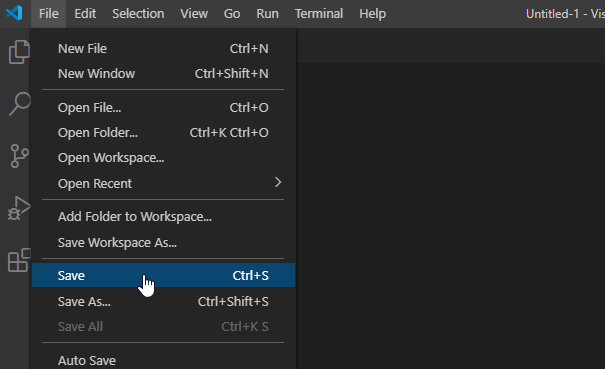 File Edit Selection View Go Run Terminal Help Untitled-1 - Vis
New File Ctrl+N
New Window Ctrl+Shift+N
Open File... Ctrl+O
Open Folder... Ctrl+K Ctrl+O
Open Workspace...
Open Recent
Add Folder to Workspace...
Save Workspace As...
Save Ctrl+S
Save As... Ctrl+Shift+S
Save All Ctrl+K S
Auto Save